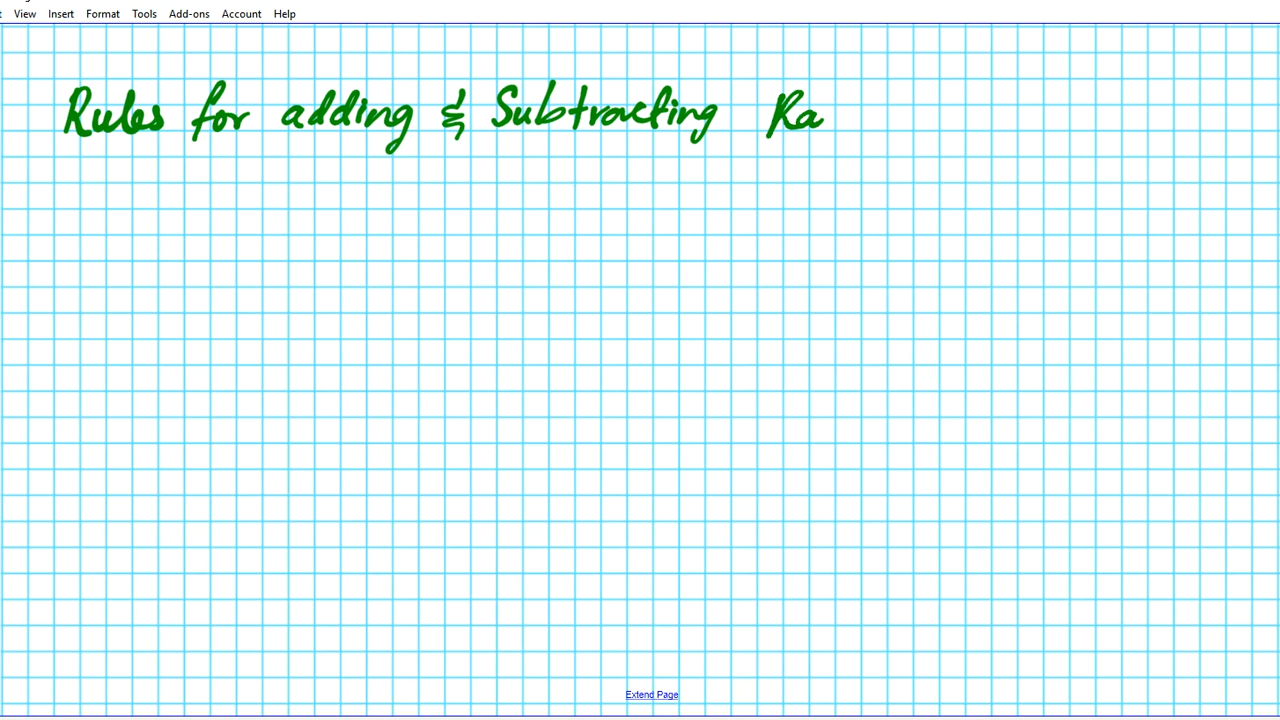 View Insert Format Tools Add-ons Account Help
Rules for adding & Subtracting Ra
Extend Page